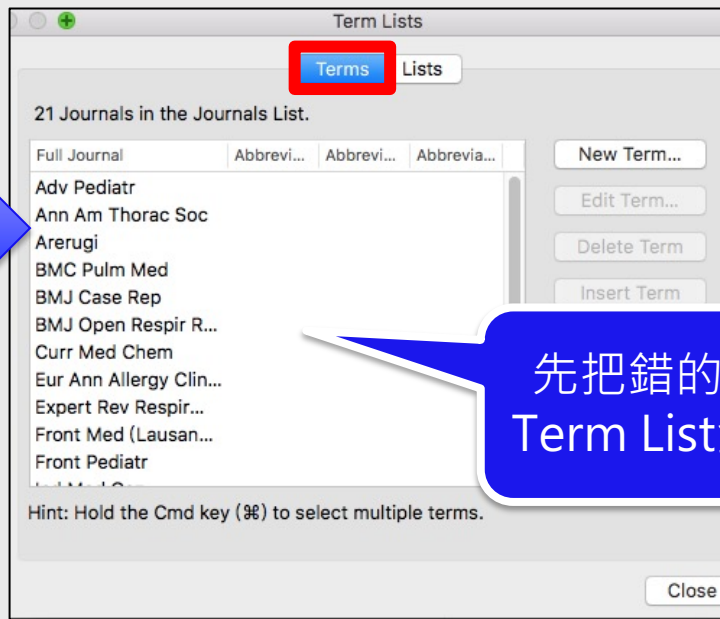 Term Lists
Terms Lists
21 Journals in the Journals List.
Full Journal Abbrevi... Abbrevi... Abbrevia...
Adv Pediatr
Ann Am Thorac Soc
Arerugi
BMC Pulm Med
BMJ Case Rep
BMJ Open Respir R...
Curr Med Chem
Eur Ann Allergy Clin...
Expert Rev Respir...
Front Med (Lausan...
Front Pediatr
New Term...
Edit Term...
Delete Term
Insert Term
先把錯的
Term List
Hint: Hold the Cmd key (⌘) to select multiple terms.
Close